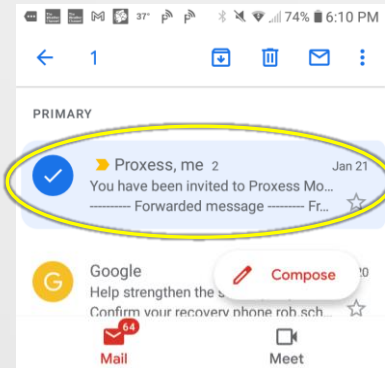 37° 74% 6:10 PM
1
PRIMARY
Proxess, me 2 Jan 21
You have been invited to Proxess Mo...
---------- Forwarded message --------- Fr...
G Google
Help strengthen the s
Confirm your recovery phone rob sch...
Compose
64
Mail Meet